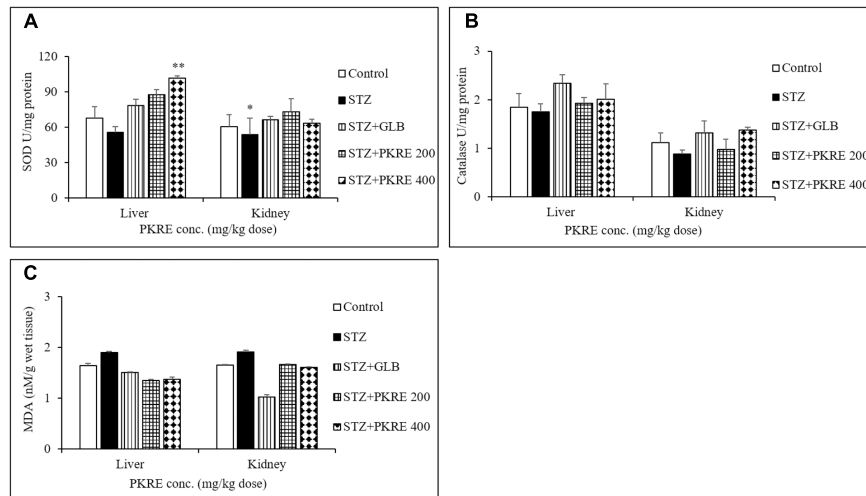 A
120
90
60
30
0
SOD U/mg protein
**
*
Liver
Kidney
PKRE conc. (mg/kg dose)
Control
STZ
STZ+GLB
STZ+PKRE 200
STZ+PKRE 400
B
3
2
1
0
Catalase U/mg protein
Liver
Kidney
PKRE conc. (mg/kg dose)
Control
STZ
STZ+GLB
STZ+PKRE 200
STZ+PKRE 400
C
3
2
1
0
MDA (nM/g wet tissue)
Liver
Kidney
PKRE conc. (mg/kg dose)
Control
STZ
STZ+GLB
STZ+PKRE 200
STZ+PKRE 400